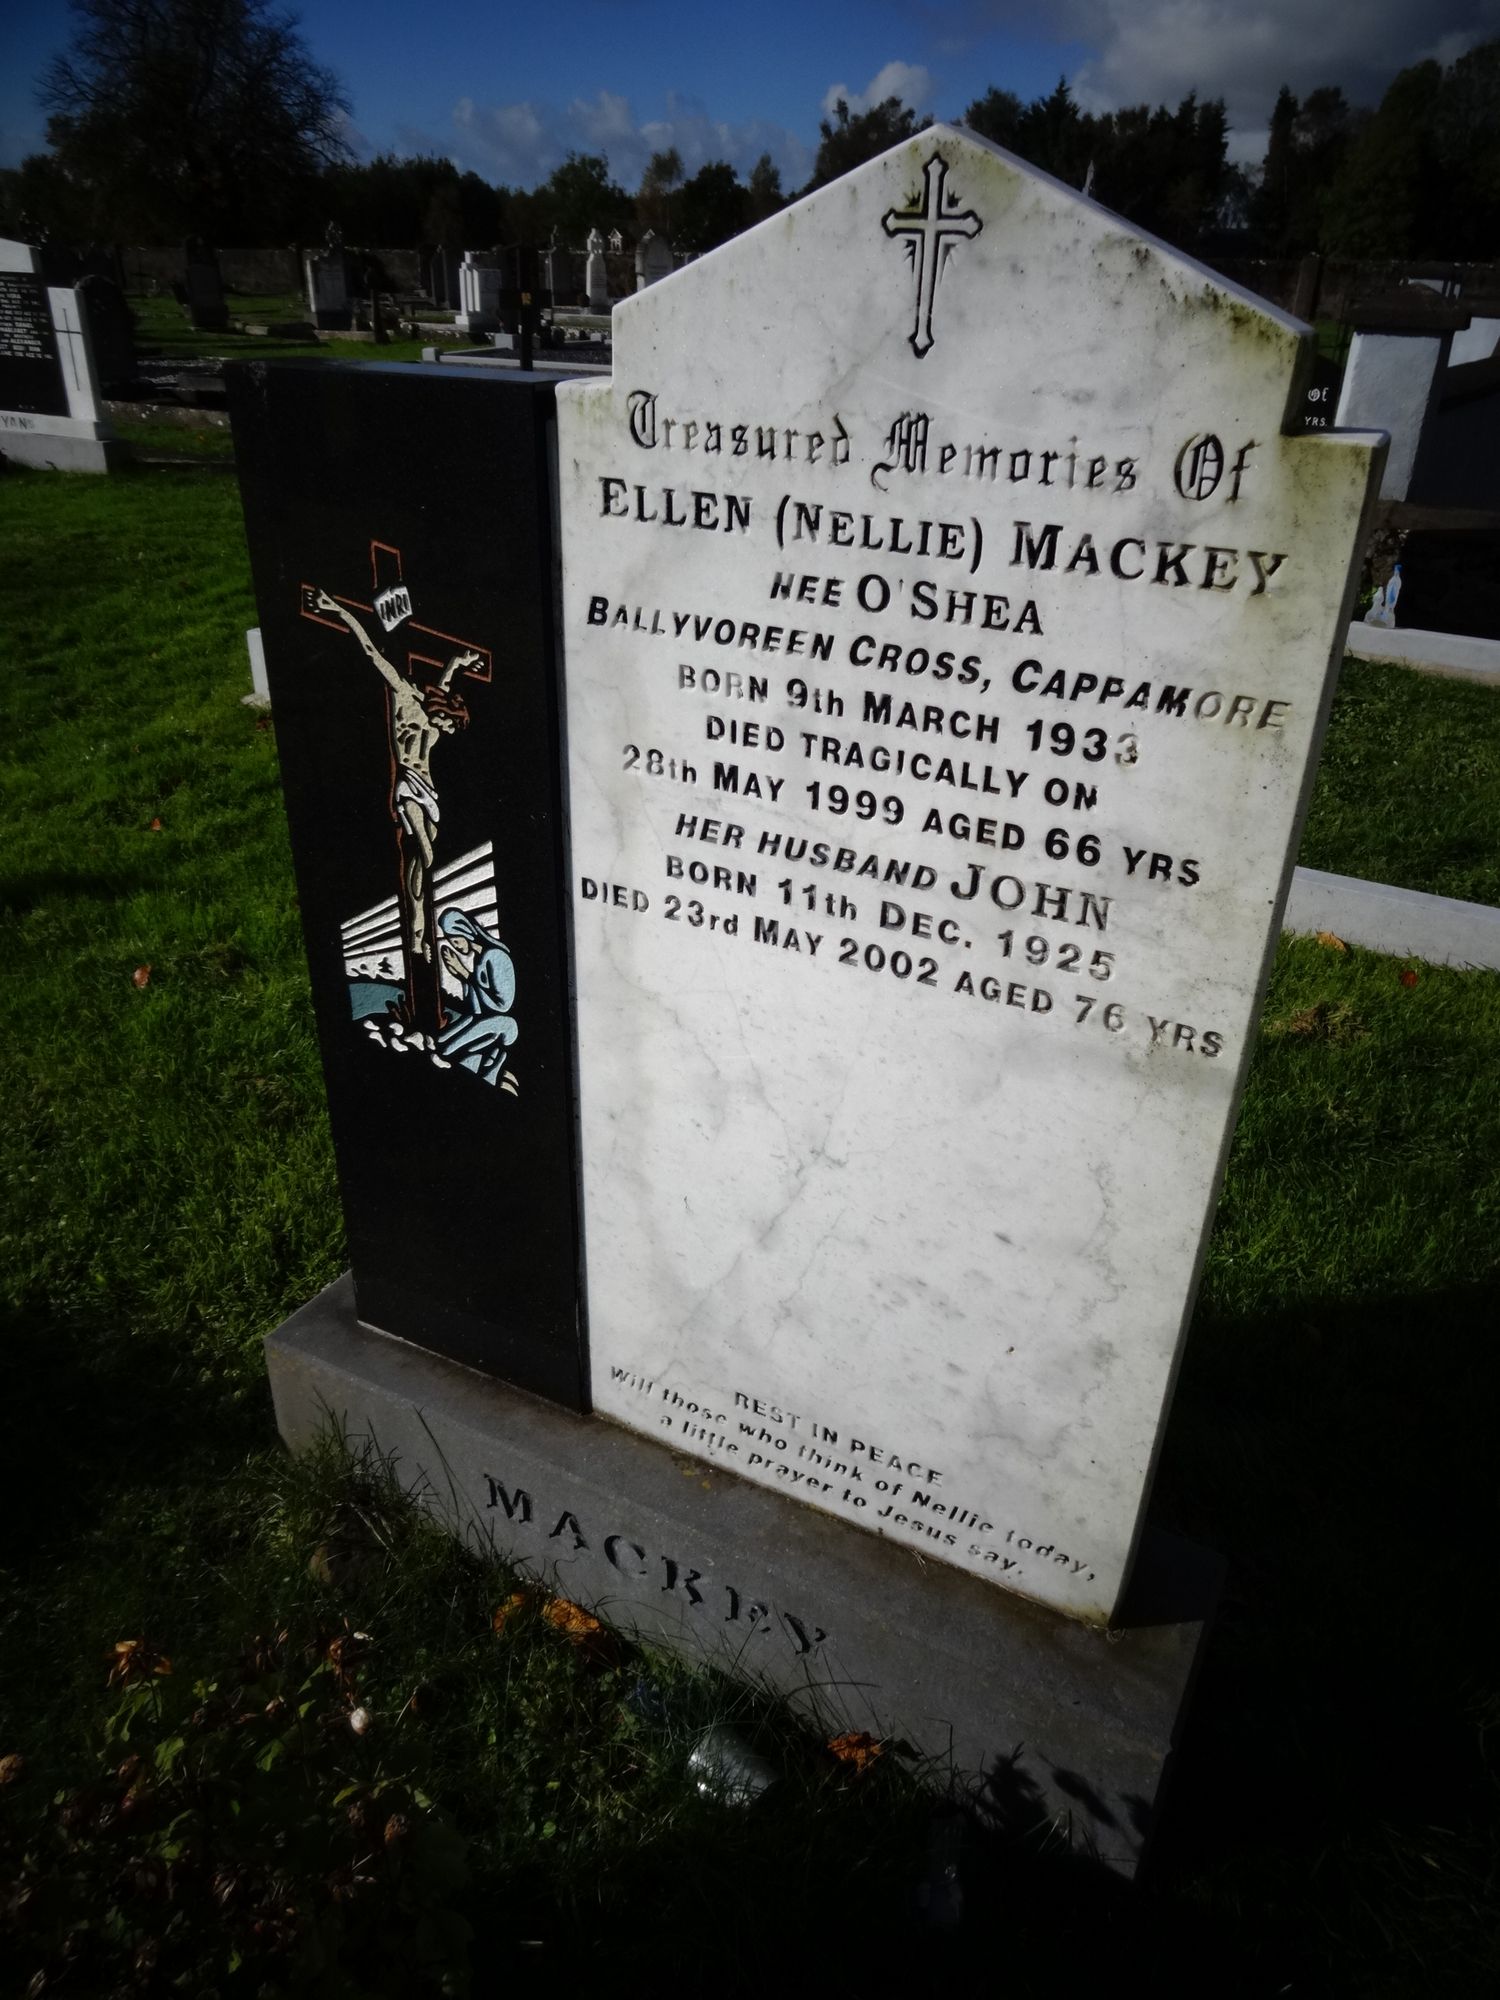 INRI
Treasured Memories Of
ELLEN (NELLIE) MACKEY
NEE O'SHEA
BALLYVOREEN CROSS, CAPPAMORE
BORN 9th MARCH 1933
DIED TRAGICALLY ON
28th MAY 1999 AGED 66 YRS
HER HUSBAND JOHN
BORN 11th DEC. 1925
DIED 23rd MAY 2002 AGED 76 YRS
REST IN PEACE
Will those who think of Nellie today,
a little prayer to Jesus say.
MACKEY
OF
YRS.